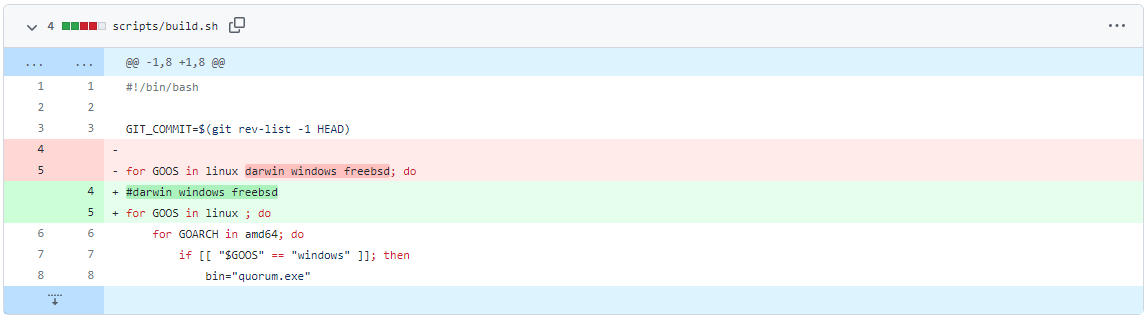 4 scripts/build.sh ...
... ... @@ -1,8 +1,8 @@
1 1 #!/bin/bash
2 2
3 3 GIT_COMMIT=$(git rev-list -1 HEAD)
4 -
5 - for GOOS in linux darwin windows freebsd; do
4 + #darwin windows freebsd
5 + for GOOS in linux ; do
6 6 for GOARCH in amd64; do
7 7 if [[ "$GOOS" == "windows" ]]; then
8 8 bin="quorum.exe"